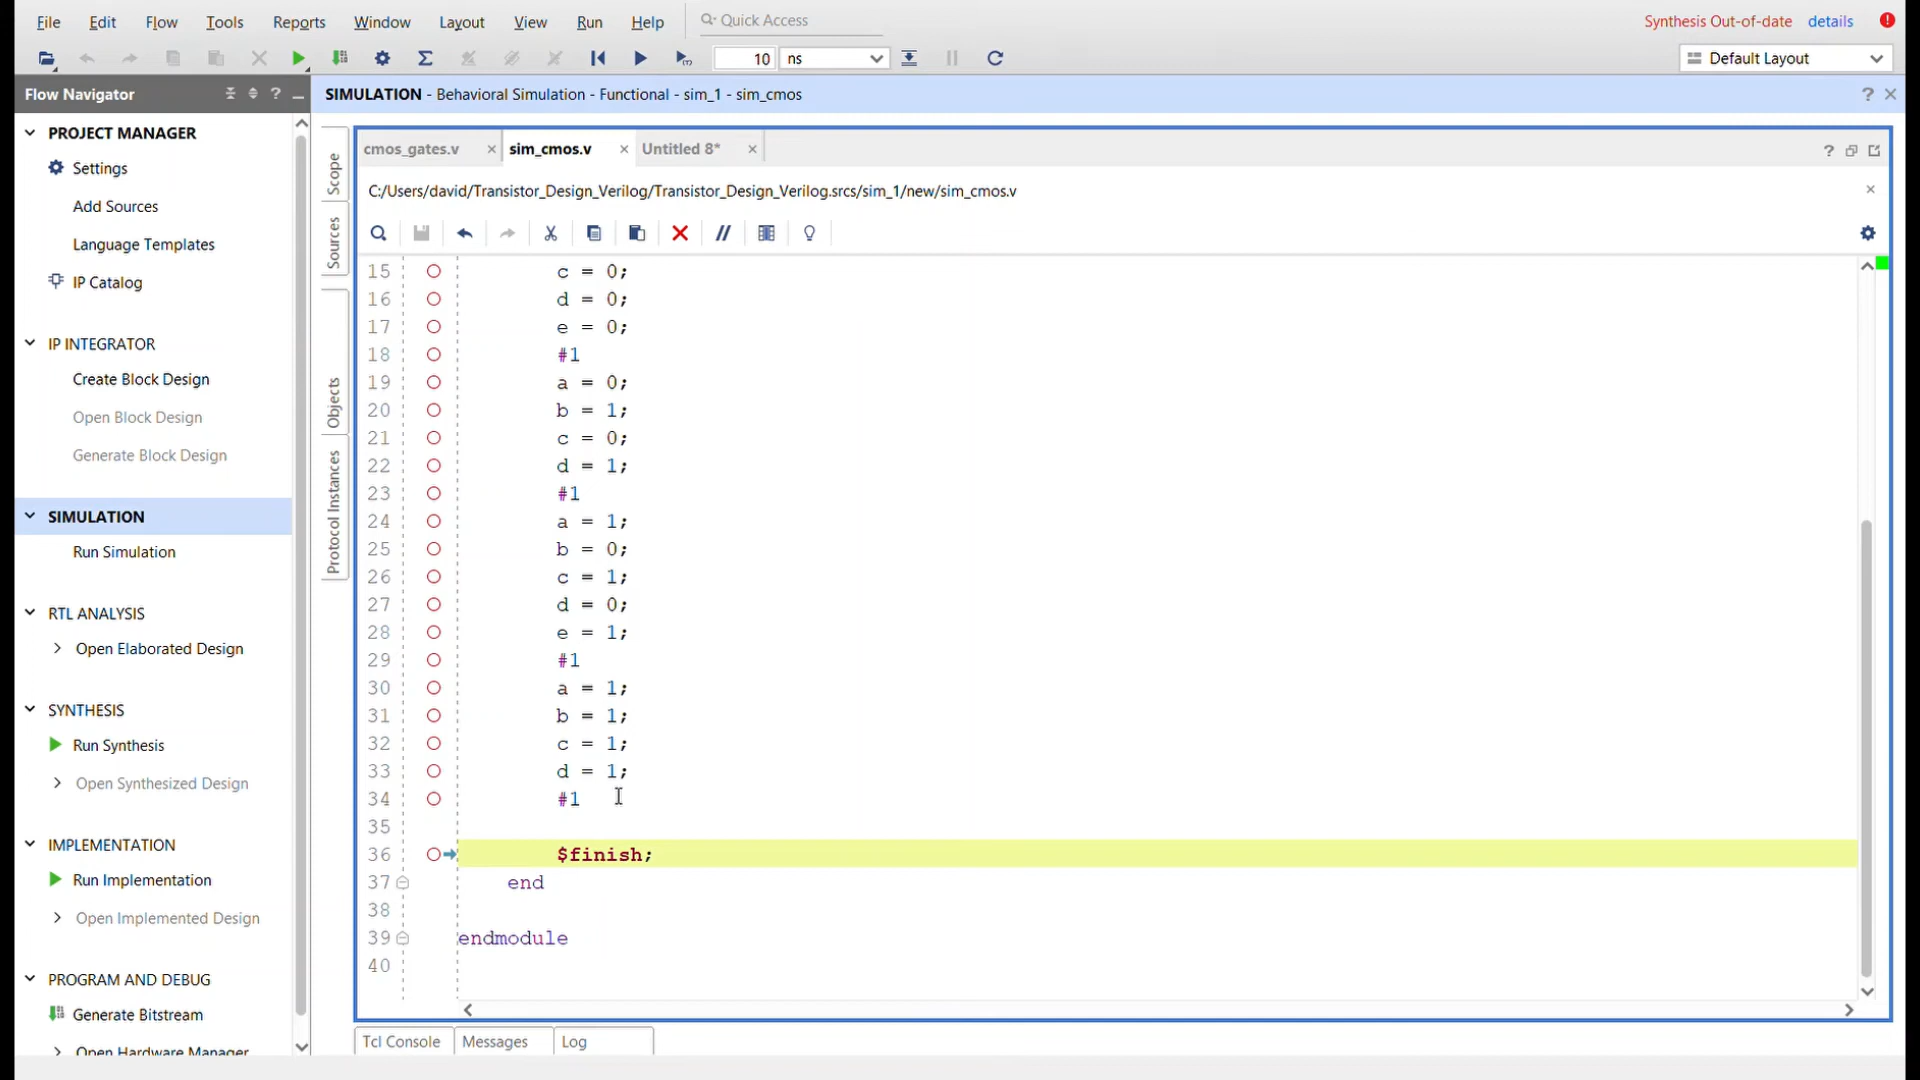 File Edit Flow Tools Reports Window Layout View Run Help Quick Access Synthesis Out-of-date details
10 ns Default Layout
Flow Navigator
SIMULATION - Behavioral Simulation - Functional - sim_1 - sim_cmos
PROJECT MANAGER
Settings
Add Sources
Language Templates
IP Catalog
IP INTEGRATOR
Create Block Design
Open Block Design
Generate Block Design
SIMULATION
Run Simulation
RTL ANALYSIS
Open Elaborated Design
SYNTHESIS
Run Synthesis
Open Synthesized Design
IMPLEMENTATION
Run Implementation
Open Implemented Design
PROGRAM AND DEBUG
Generate Bitstream
Open Hardware Manager
Scope
Sources
Objects
Protocol Instances
cmos_gates.v sim_cmos.v Untitled 8*
C:/Users/david/Transistor_Design_Verilog/Transistor_Design_Verilog.srcs/sim_1/new/sim_cmos.v
15 c = 0;
16 d = 0;
17 e = 0;
18 #1
19 a = 0;
20 b = 1;
21 c = 0;
22 d = 1;
23 #1
24 a = 1;
25 b = 0;
26 c = 1;
27 d = 0;
28 e = 1;
29 #1
30 a = 1;
31 b = 1;
32 c = 1;
33 d = 1;
34 #1
35
36 $finish;
37 end
38
39 endmodule
40
Tcl Console Messages Log